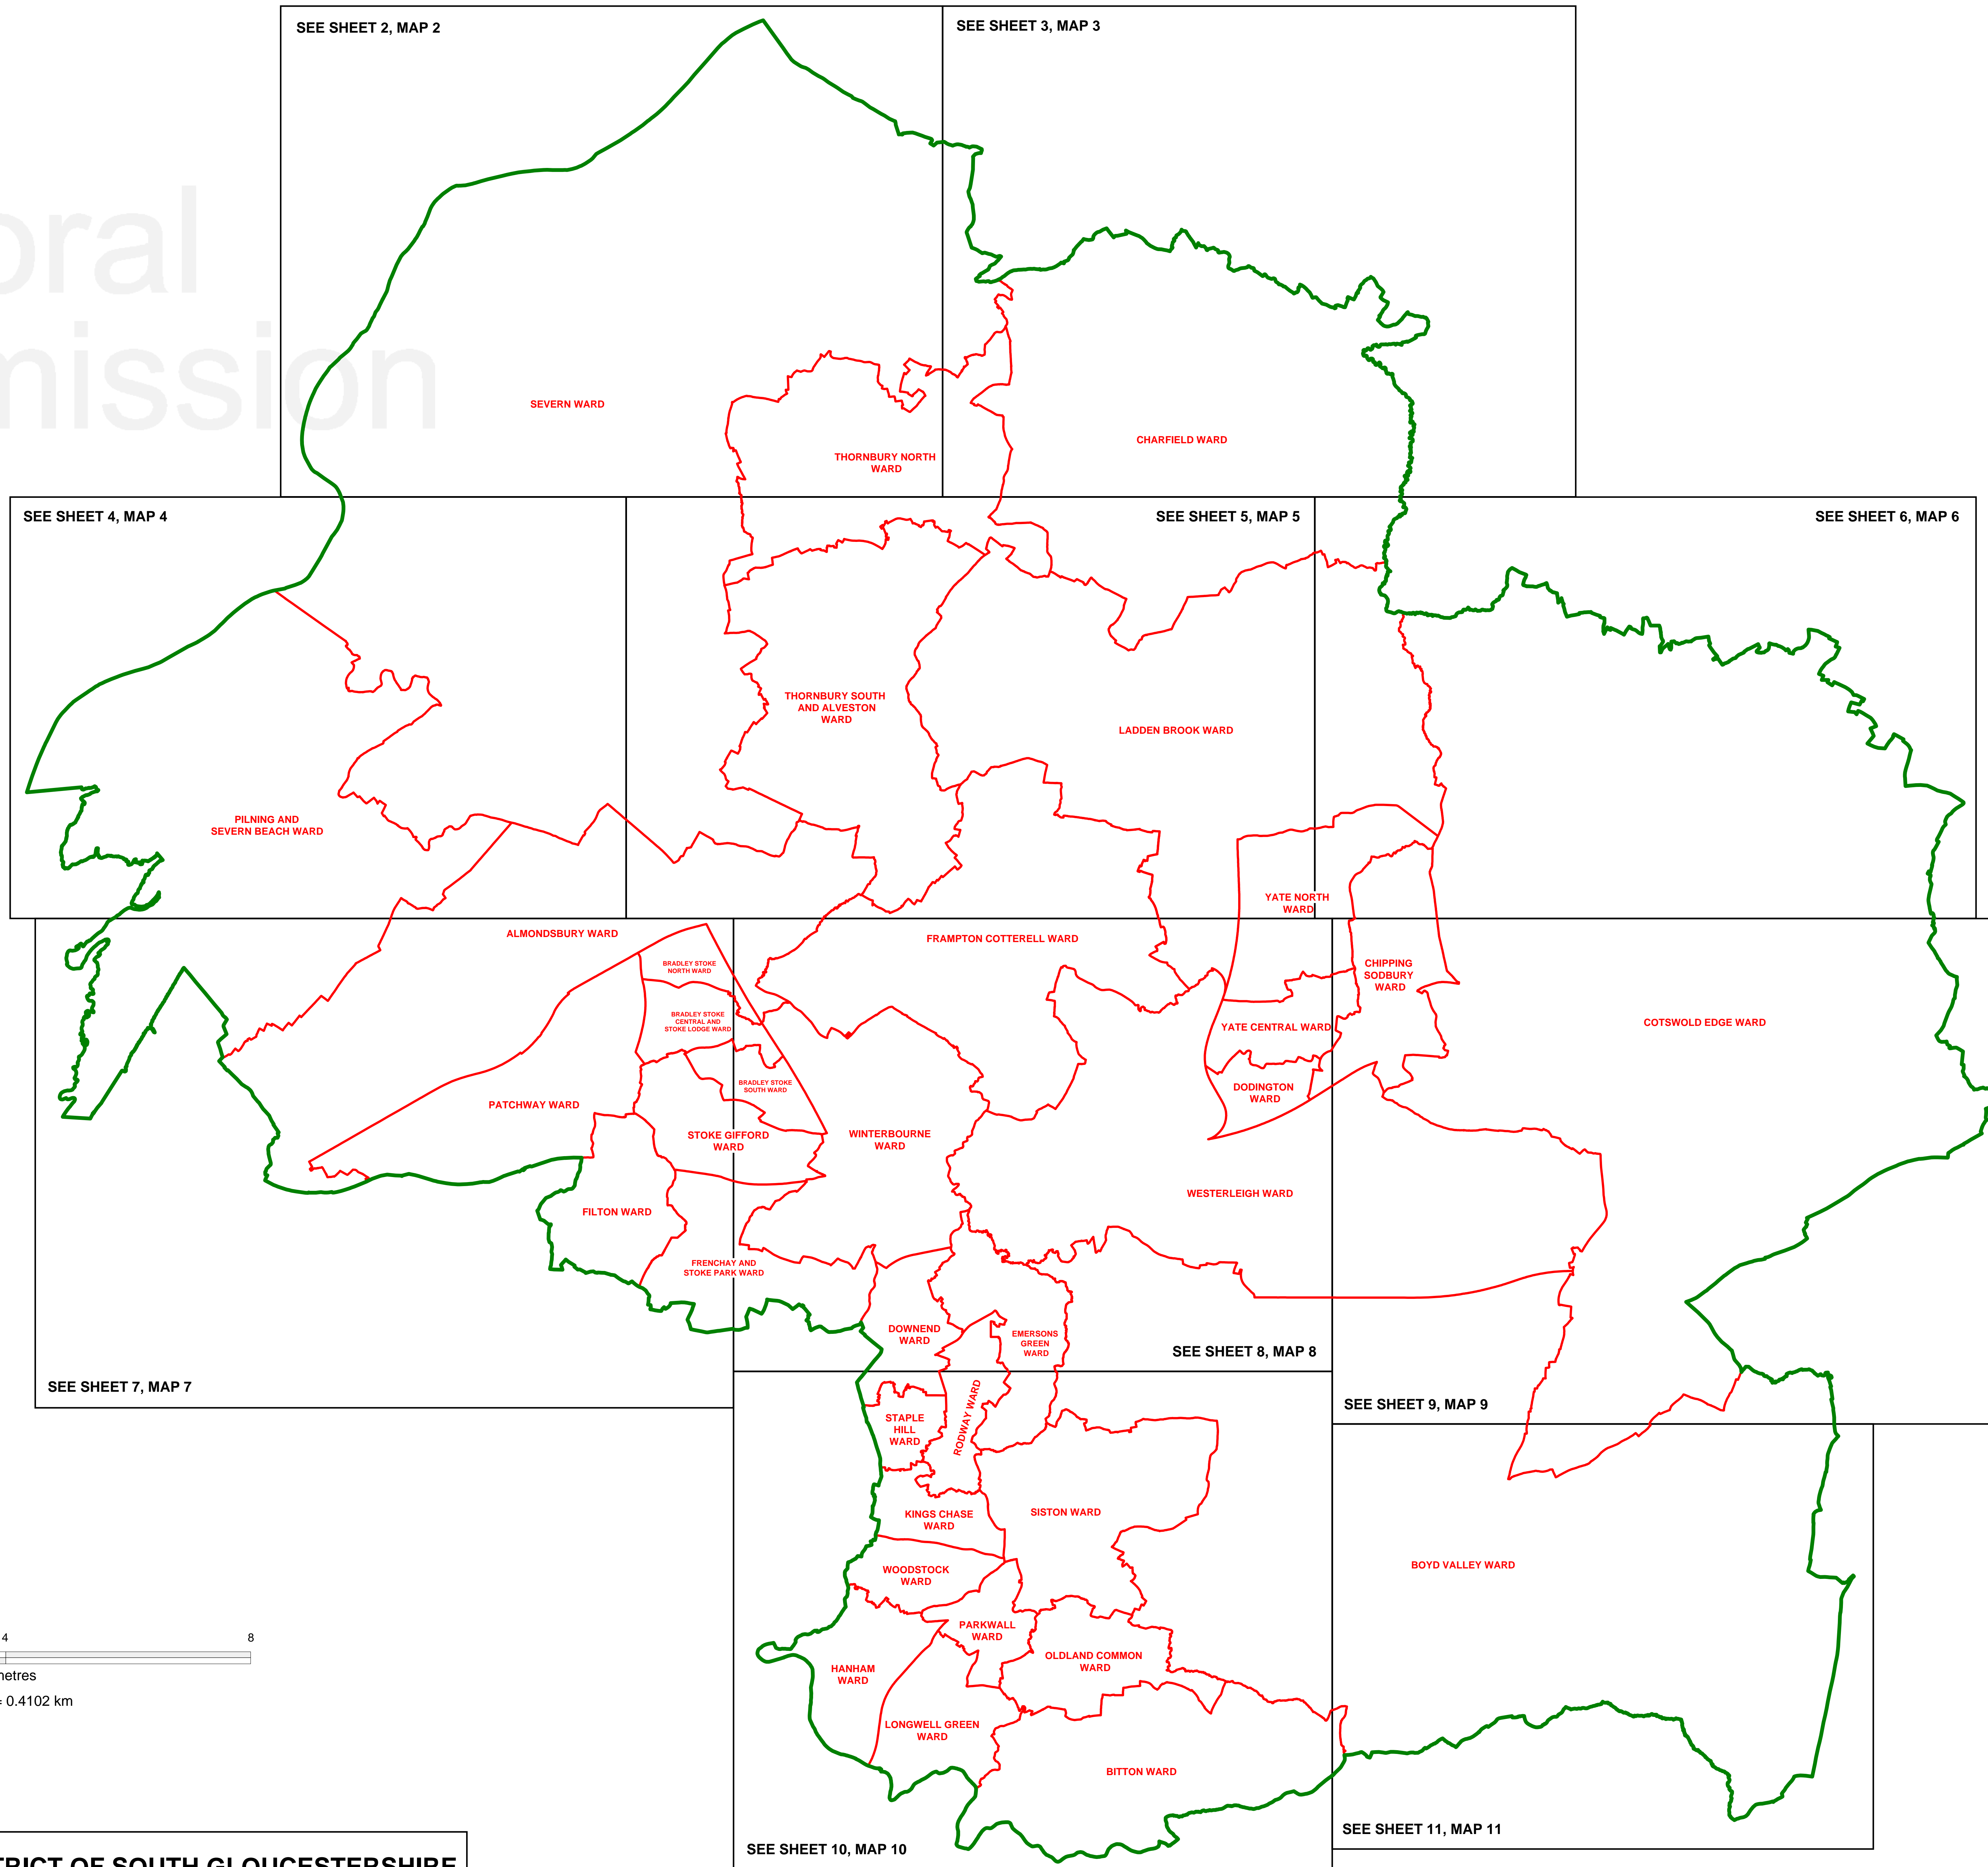 SEE SHEET 2, MAP 2
SEE SHEET 3, MAP 3
oral
mission
SEVERN WARD
THORNBURY NORTH
WARD
CHARFIELD WARD
SEE SHEET 4, MAP 4
SEE SHEET 5, MAP 5
SEE SHEET 6, MAP 6
THORNBURY SOUTH
AND ALVESTON
WARD
LADDEN BROOK WARD
PILNING AND
SEVERN BEACH WARD
YATE NORTH
WARD
ALMONDSBURY WARD
FRAMPTON COTTERELL WARD
BRADLEY STOKE
NORTH WARD
CHIPPING
SODBURY
WARD
BRADLEY STOKE
CENTRAL AND
STOKE LODGE WARD
YATE CENTRAL WARD
COTSWOLD EDGE WARD
BRADLEY STOKE
SOUTH WARD
DODINGTON
WARD
PATCHWAY WARD
STOKE GIFFORD
WARD
WINTERBOURNE
WARD
WESTERLEIGH WARD
FILTON WARD
FRENCHAY AND
STOKE PARK WARD
DOWNEND
WARD
EMERSONS
GREEN
WARD
SEE SHEET 8, MAP 8
SEE SHEET 7, MAP 7
SEE SHEET 9, MAP 9
STAPLE
HILL
WARD
RODWAY WARD
KINGS CHASE
WARD
SISTON WARD
WOODSTOCK
WARD
BOYD VALLEY WARD
PARKWALL
WARD
OLDLAND COMMON
WARD
HANHAM
WARD
4 8
metres
= 0.4102 km
LONGWELL GREEN
WARD
BITTON WARD
SEE SHEET 10, MAP 10
SEE SHEET 11, MAP 11
TRICT OF SOUTH GLOUCESTERSHIRE